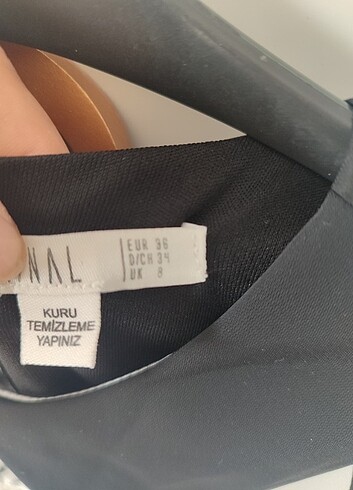 NAL
EUR 36
D/CH 34
UK 8
KURU
TEMİZLEME
YAPINIZ